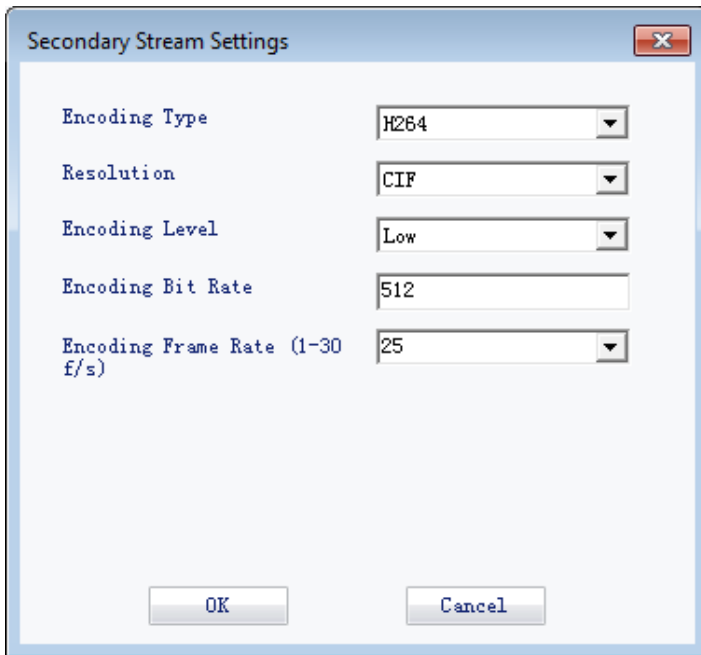 Secondary Stream Settings
Encoding Type H264
Resolution CIF
Encoding Level Low
Encoding Bit Rate 512
Encoding Frame Rate (1-30 25
f/s)
OK Cancel